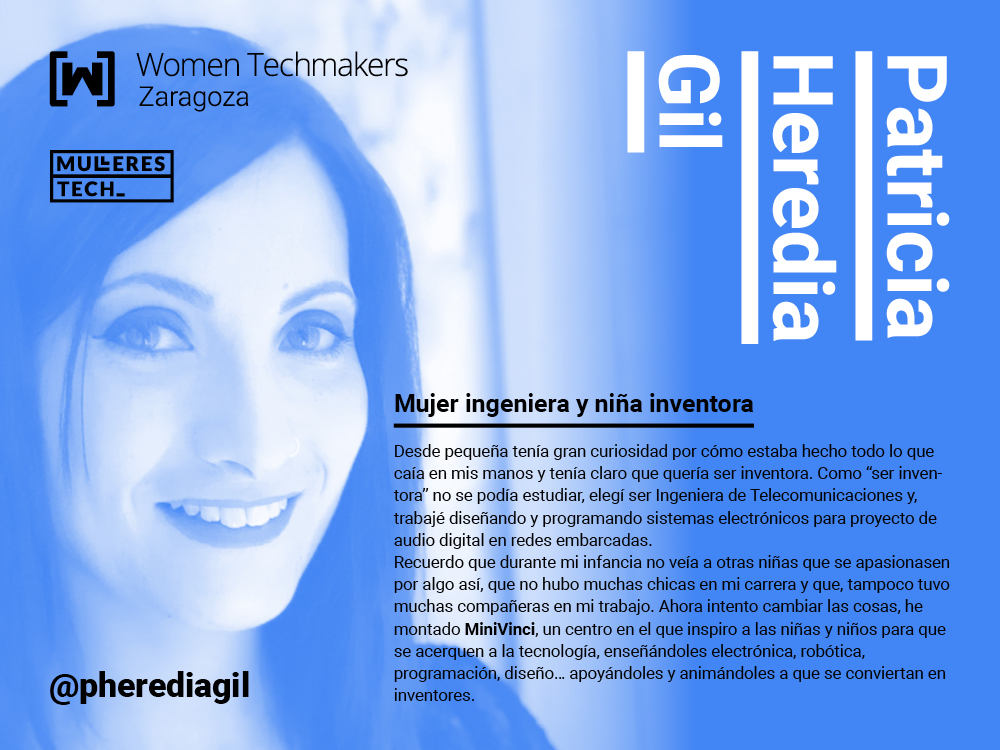 Women Techmakers
Zaragoza
MULLERES
TECH_
Patricia
Heredia
Gil
Mujer ingeniera y niña inventora
Desde pequeña tenía gran curiosidad por cómo estaba hecho todo lo que
caía en mis manos y tenía claro que quería ser inventora. Como “ser inven-
tora” no se podía estudiar, elegí ser Ingeniera de Telecomunicaciones y,
trabajé diseñando y programando sistemas electrónicos para proyecto de
audio digital en redes embarcadas.
Recuerdo que durante mi infancia no veía a otras niñas que se apasionasen
por algo así, que no hubo muchas chicas en mi carrera y que, tampoco tuvo
muchas compañeras en mi trabajo. Ahora intento cambiar las cosas, he
montado MiniVinci, un centro en el que inspiro a las niñas y niños para que
se acerquen a la tecnología, enseñándoles electrónica, robótica,
programación, diseño... apoyándoles y animándoles a que se conviertan en
inventores.
@pherediagil